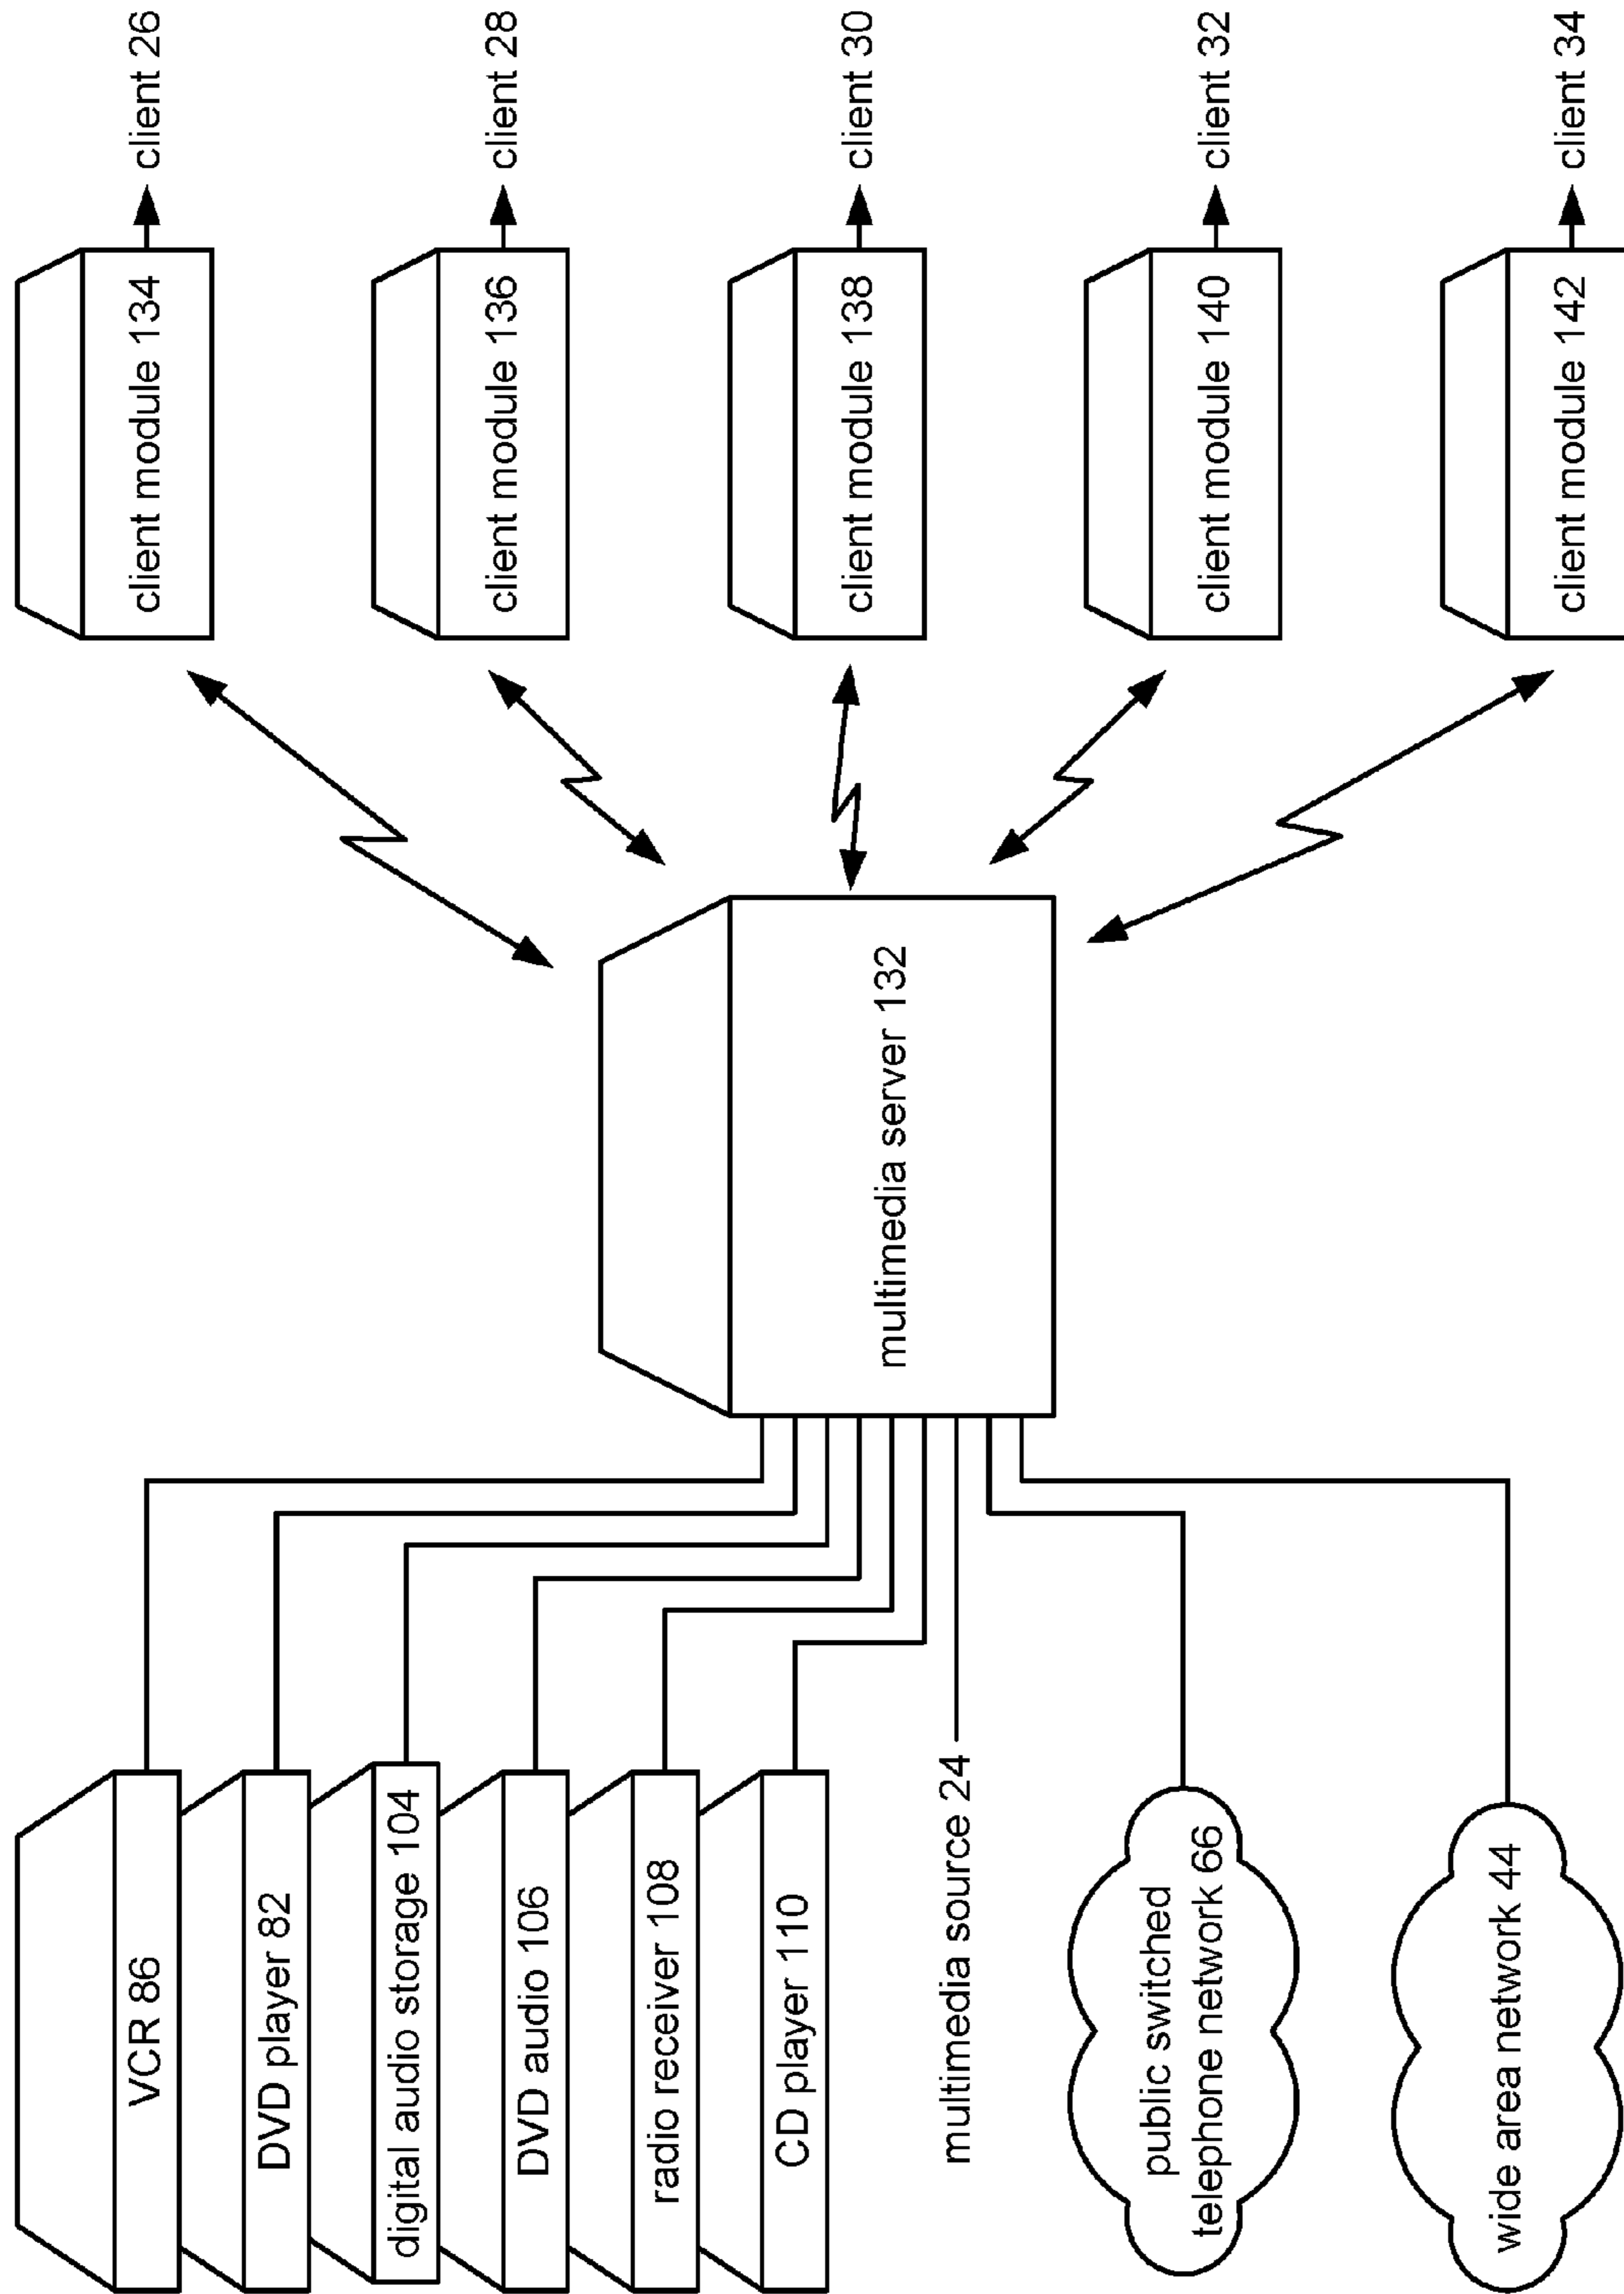 VCR 86
DVD player 82
digital audio storage 104
DVD audio 106
radio receiver 108
CD player 110
multimedia source 24
public switched
telephone network 66
wide area network 44
multimedia server 132
client module 134
client 26
client module 136
client 28
client module 138
client 30
client module 140
client 32
client module 142
client 34